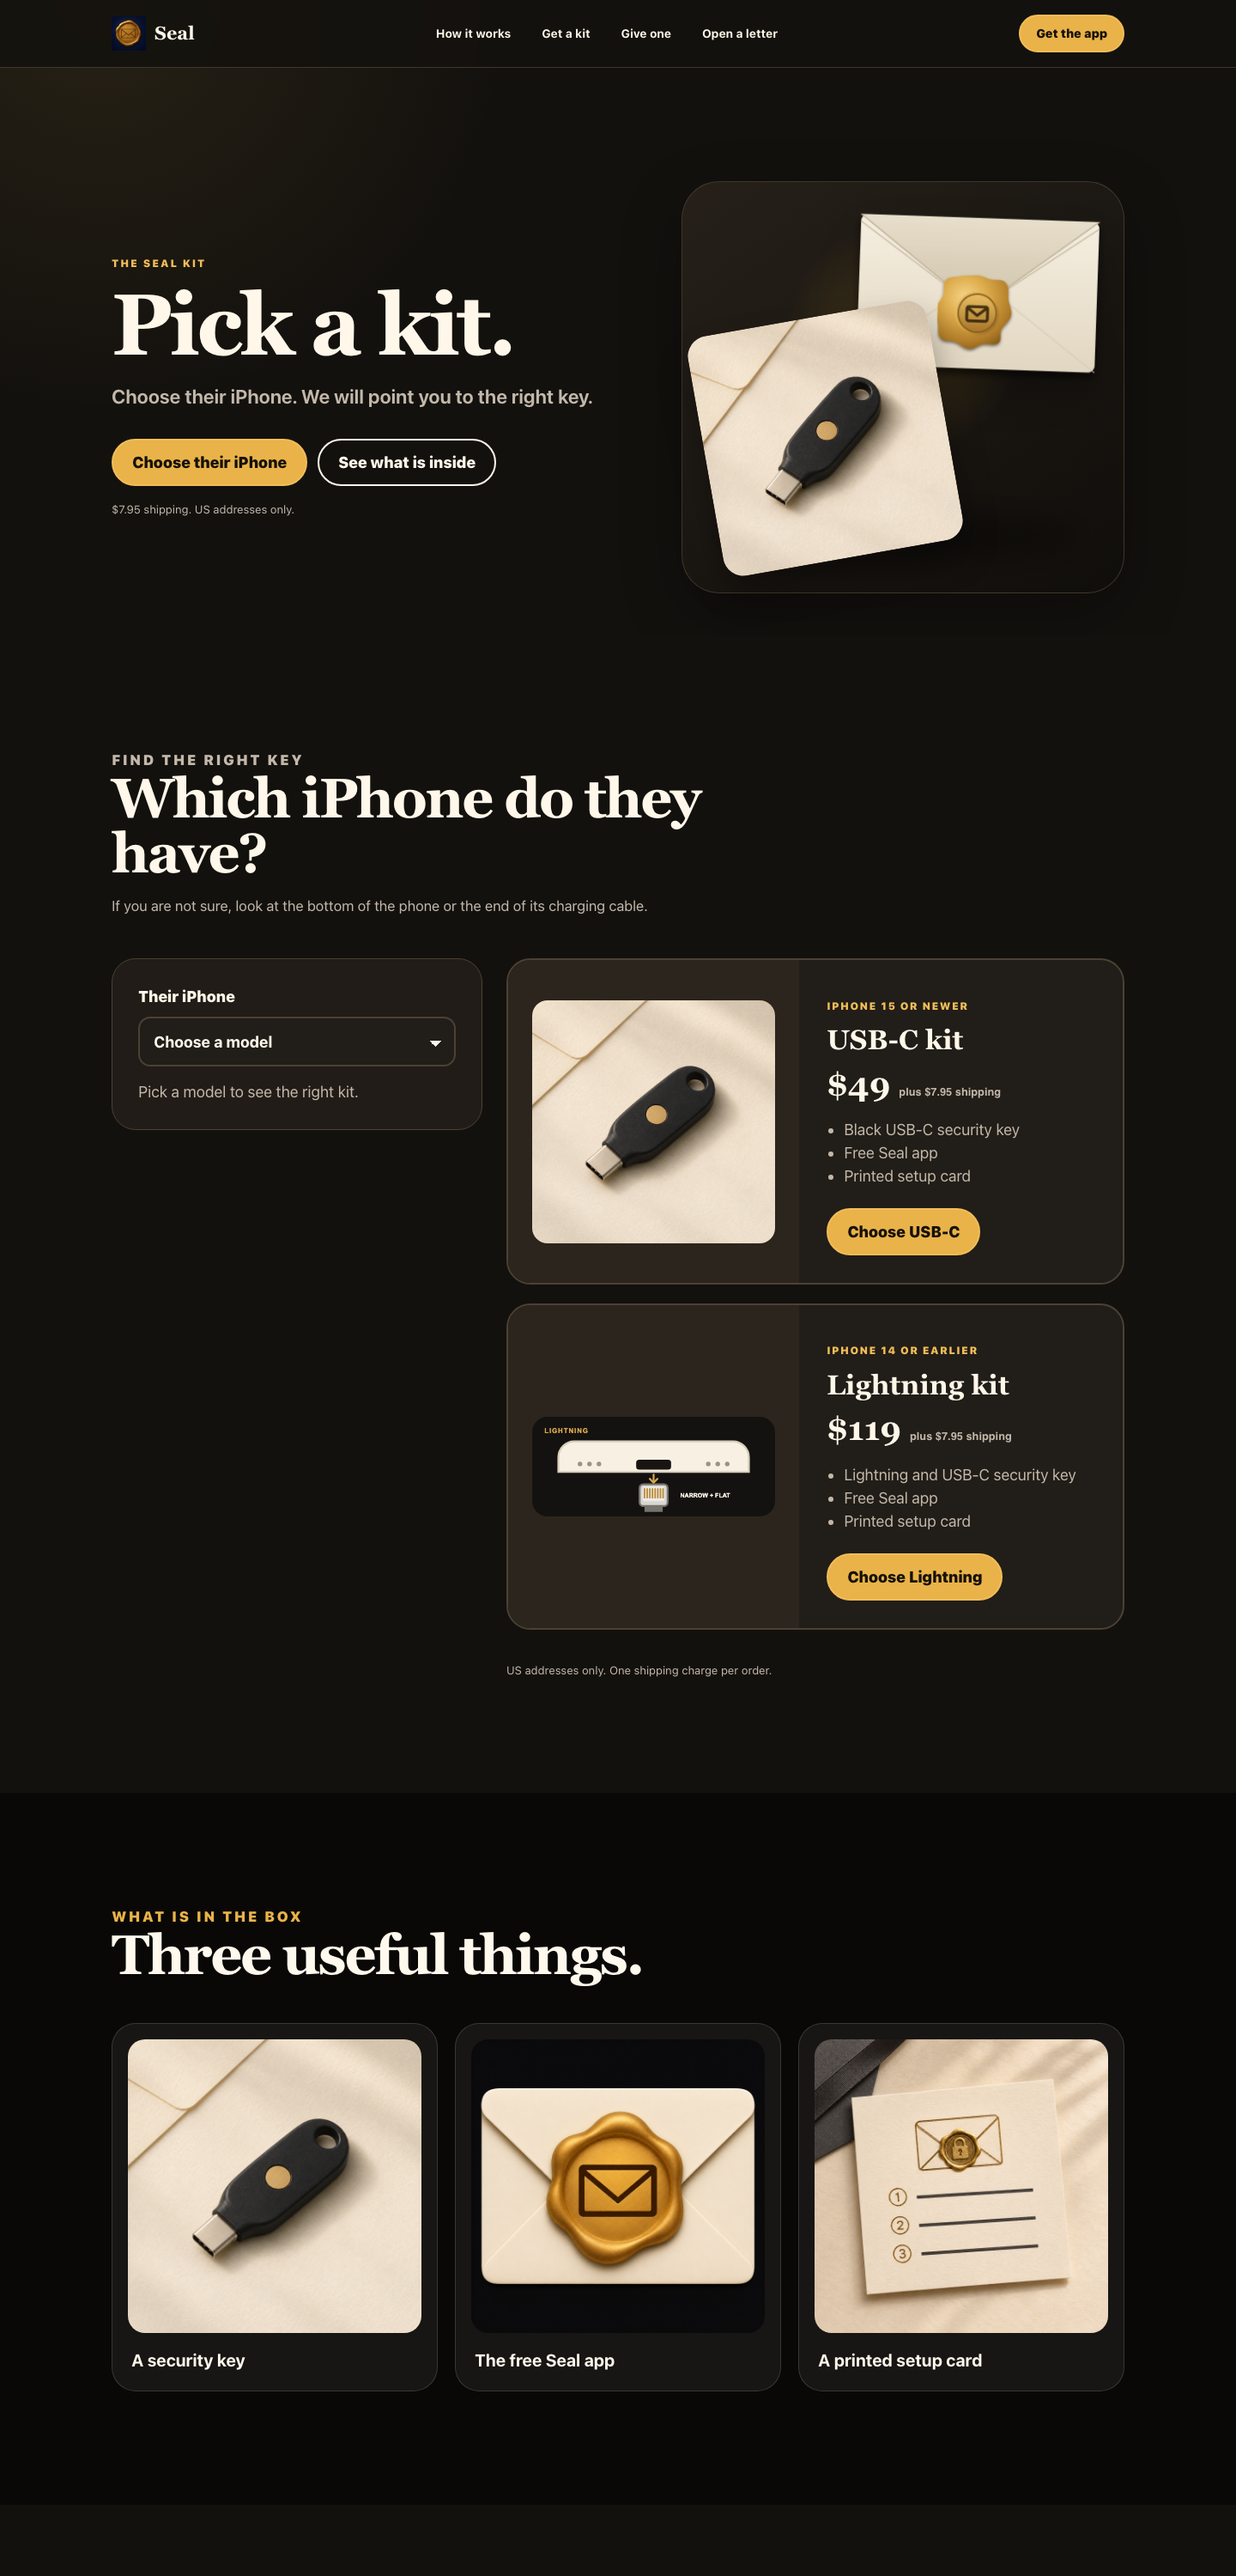 Seal
How it works
Get a kit
Give one
Open a letter
Get the app
THE SEAL KIT
Pick a kit.
Choose their iPhone. We will point you to the right key.
Choose their iPhone
See what is inside
$7.95 shipping. US addresses only.
FIND THE RIGHT KEY
Which iPhone do they
have?
If you are not sure, look at the bottom of the phone or the end of its charging cable.
Their iPhone
Choose a model
Pick a model to see the right kit.
IPHONE 15 OR NEWER
USB-C kit
$49 plus $7.95 shipping
Black USB-C security key
Free Seal app
Printed setup card
Choose USB-C
LIGHTNING
NARROW + FLAT
IPHONE 14 OR EARLIER
Lightning kit
$119 plus $7.95 shipping
Lightning and USB-C security key
Free Seal app
Printed setup card
Choose Lightning
US addresses only. One shipping charge per order.
WHAT IS IN THE BOX
Three useful things.
1
2
3
A security key
The free Seal app
A printed setup card